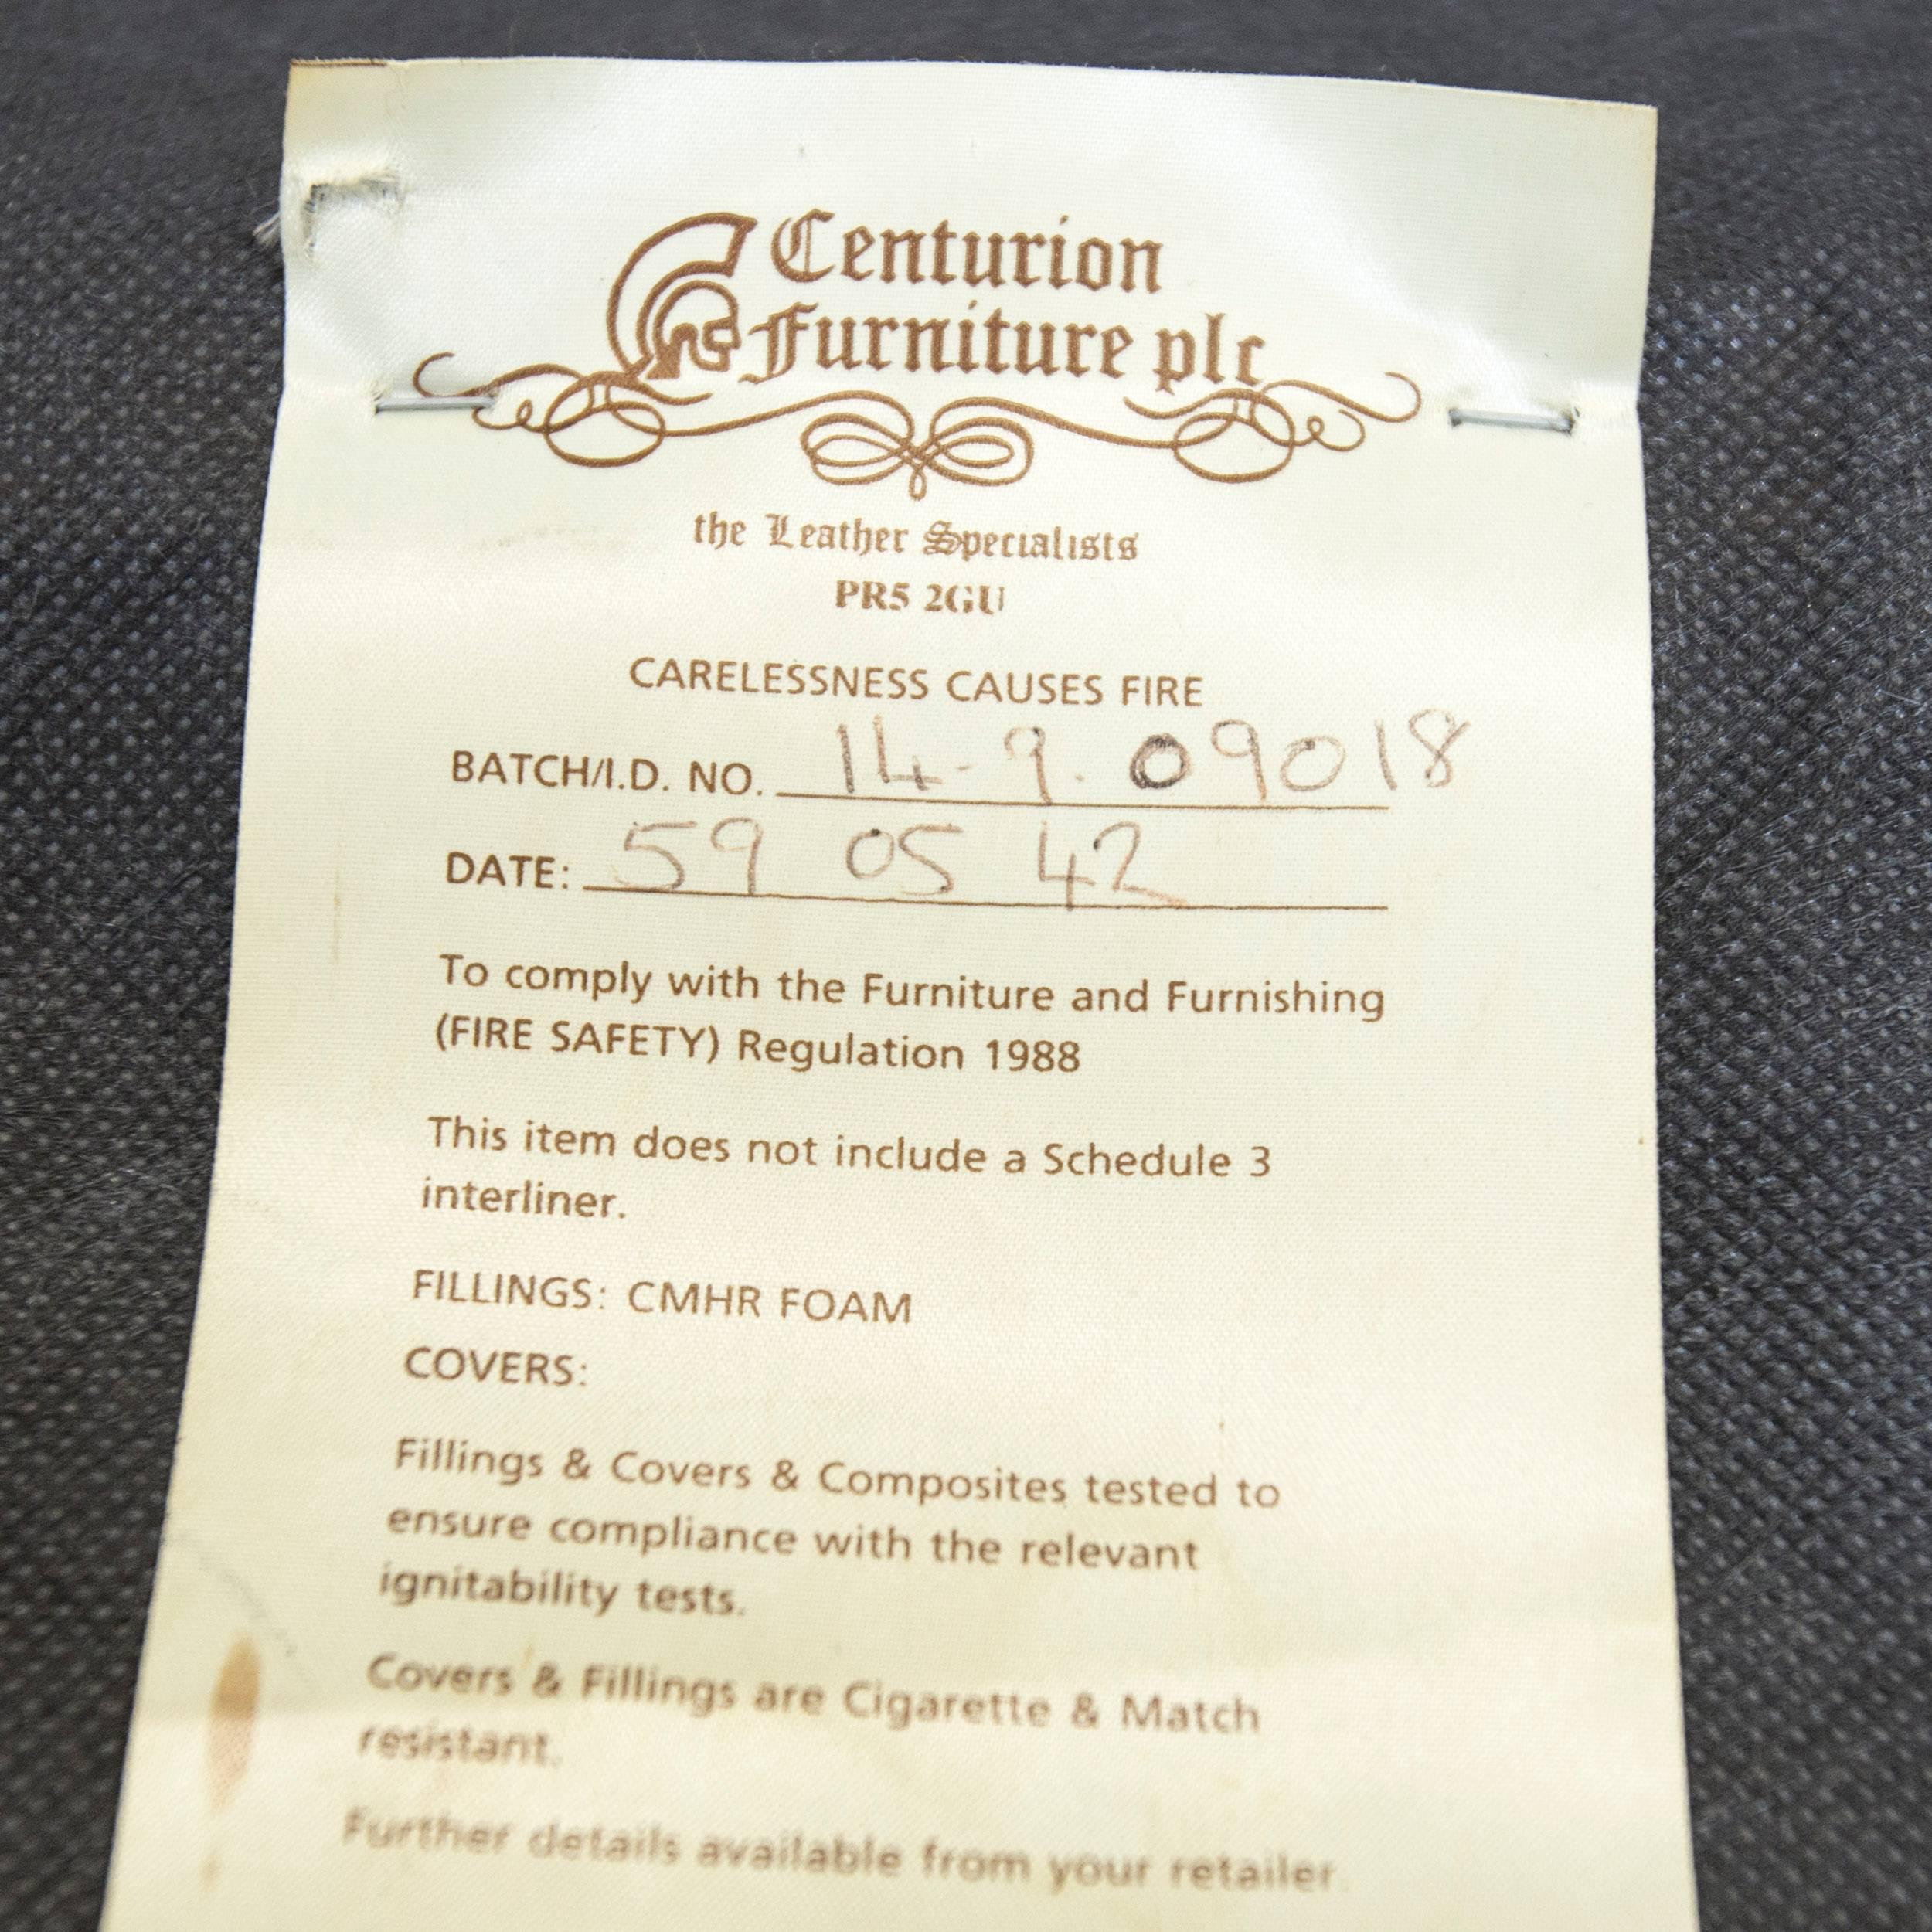 Centurion
Furniture plc
the Leather Specialists
PR5 2GU
CARELESSNESS CAUSES FIRE
BATCH/I.D. NO. 14-9.09018
DATE: 59 05 42
To comply with the Furniture and Furnishing
(FIRE SAFETY) Regulation 1988
This item does not include a Schedule 3
interliner.
FILLINGS: CMHR FOAM
COVERS:
Fillings & Covers & Composites tested to
ensure compliance with the relevant
ignitability tests.
Covers & Fillings are Cigarette & Match
resistant.
Further details available from your retailer.